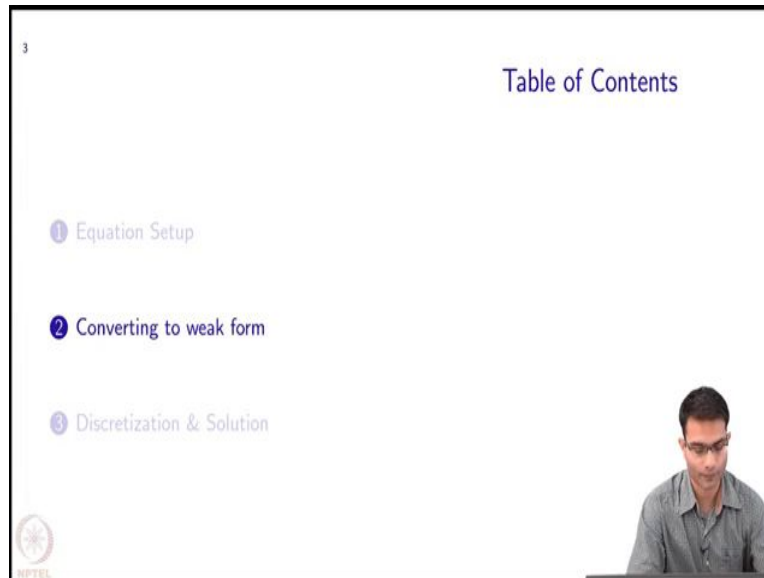 3
Table of Contents
1 Equation Setup
2 Converting to weak form
3 Discretization & Solution
NPTEL